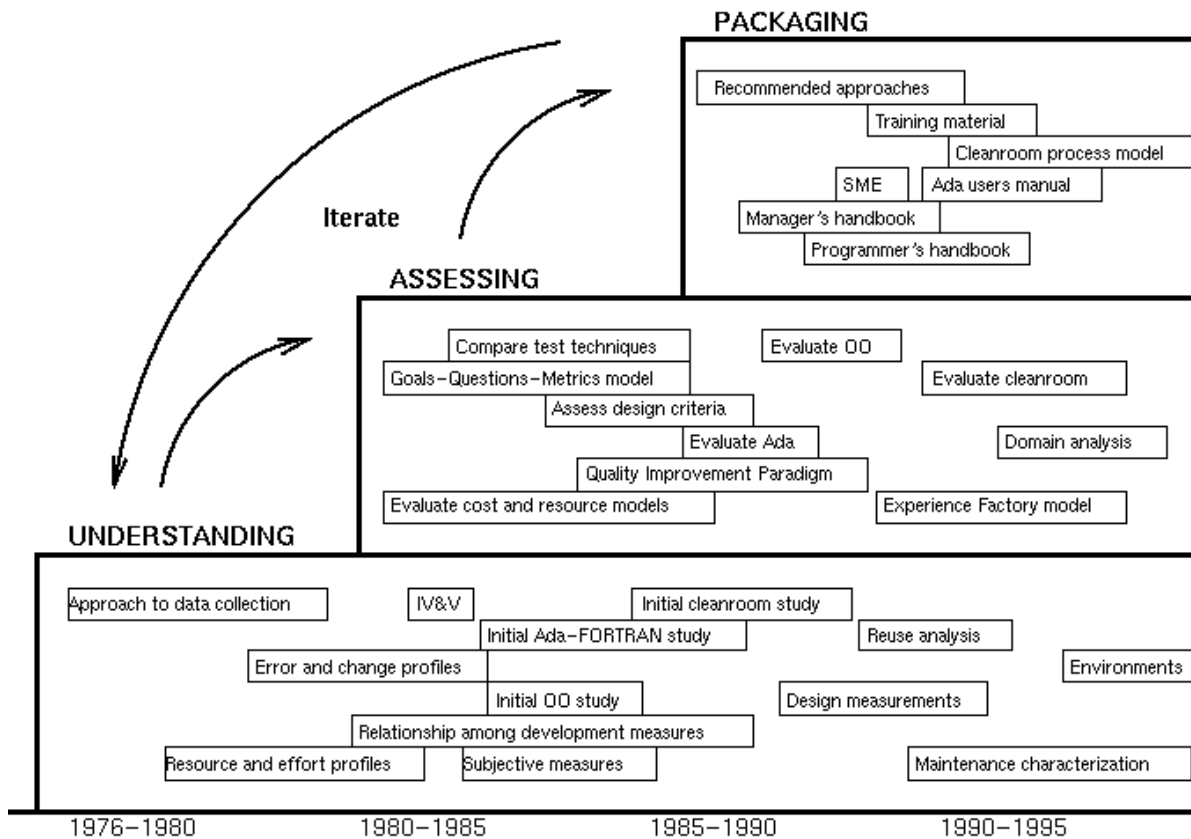 PACKAGING
Recommended approaches
Training material
Cleanroom process model
SME
Ada users manual
Manager's handbook
Programmer's handbook
Iterate
ASSESSING
Compare test techniques
Evaluate OO
Goals-Questions-Metrics model
Evaluate cleanroom
Assess design criteria
Evaluate Ada
Domain analysis
Quality Improvement Paradigm
Evaluate cost and resource models
Experience Factory model
UNDERSTANDING
Approach to data collection
IV&V
Initial cleanroom study
Initial Ada-FORTRAN study
Reuse analysis
Error and change profiles
Environments
Initial OO study
Design measurements
Relationship among development measures
Resource and effort profiles
Subjective measures
Maintenance characterization
1976-1980
1980-1985
1985-1990
1990-1995